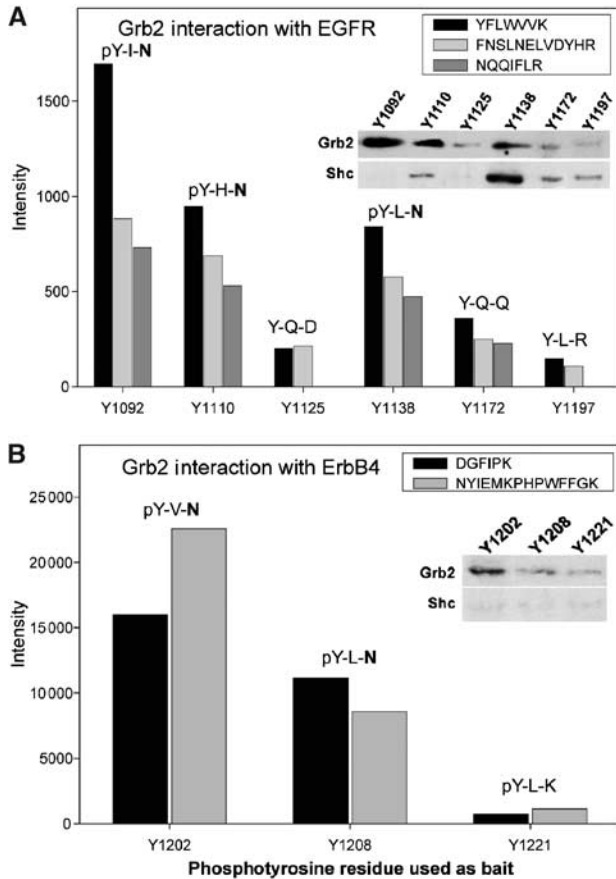 A
Grb2 interaction with EGFR
YFLWVVK
FNSLNELVDYHR
NQQIFLR
pY-I-N
Y1092 Y1110 Y1125 Y1138 Y1172 Y1197
Grb2
Shc
1500
1000
500
0
Intensity
pY-H-N
Y-Q-D
pY-L-N
Y-Q-Q
Y-L-R
Y1092 Y1110 Y1125 Y1138 Y1172 Y1197
B
Grb2 interaction with ErbB4
DGFIPK
NYIEMKPHPWFFGK
25000
20000
15000
10000
5000
0
Intensity
pY-V-N
Y1202 Y1208 Y1221
Grb2
Shc
pY-L-N
pY-L-K
Y1202 Y1208 Y1221
Phosphotyrosine residue used as bait